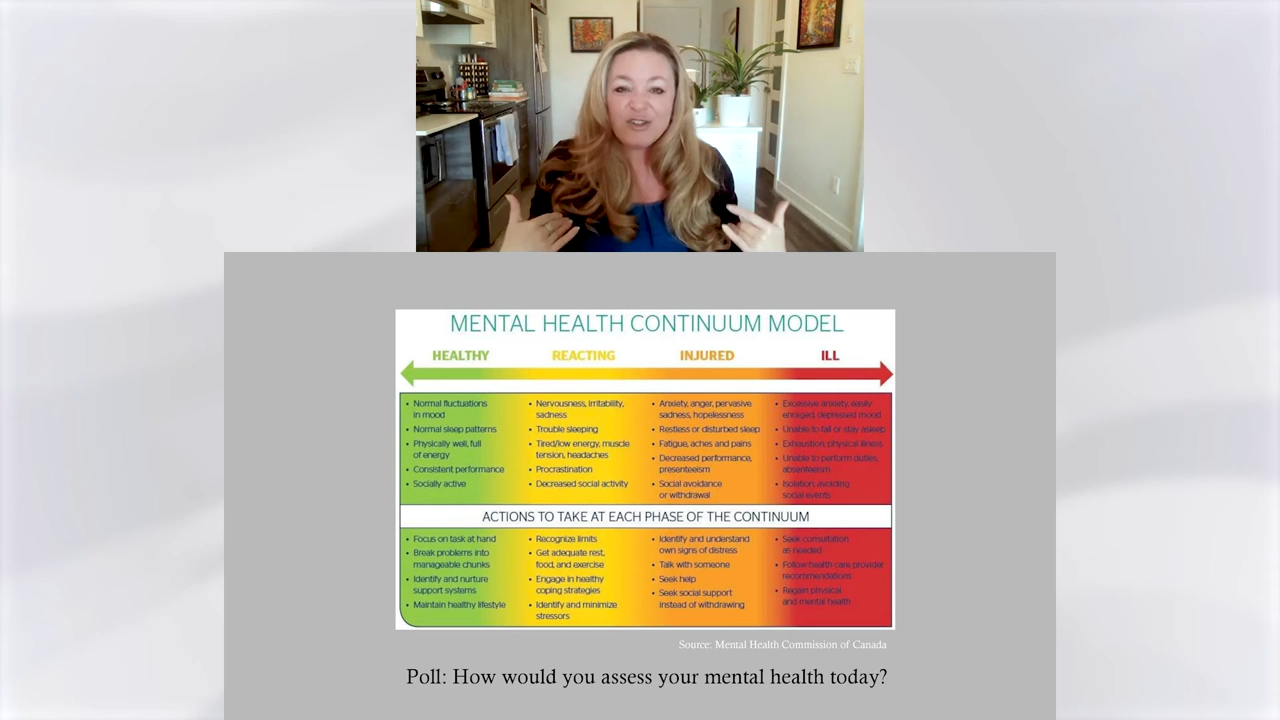 MENTAL HEALTH CONTINUUM MODEL
HEALTHY
REACTING
INJURED
ILL
• Normal fluctuations
in mood
• Normal sleep patterns
• Physically well, full
of energy
• Consistent performance
• Socially active
• Nervousness, irritability,
sadness
• Trouble sleeping
• Tired/low energy, muscle
tension, headaches
• Procrastination
• Decreased social activity
• Anxiety, anger, pervasive
sadness, hopelessness
• Restless or disturbed sleep
• Fatigue, aches and pains
• Decreased performance,
presenteeism
• Social avoidance
or withdrawal
• Excessive anxiety, easily
enraged, depressed mood
• Unable to fall or stay asleep
• Exhaustion, physical illness
• Unable to perform duties,
absenteeism
• Isolation, avoiding
social events
ACTIONS TO TAKE AT EACH PHASE OF THE CONTINUUM
• Focus on task at hand
• Break problems into
manageable chunks
• Identify and nurture
support systems
• Maintain healthy lifestyle
• Recognize limits
• Get adequate rest,
food, and exercise
• Engage in healthy
coping strategies
• Identify and minimize
stressors
• Identify and understand
own signs of distress
• Talk with someone
• Seek help
• Seek social support
instead of withdrawing
• Seek consultation
as needed
• Follow health care provider
recommendations
• Regain physical
and mental health
Source: Mental Health Commission of Canada
Poll: How would you assess your mental health today?